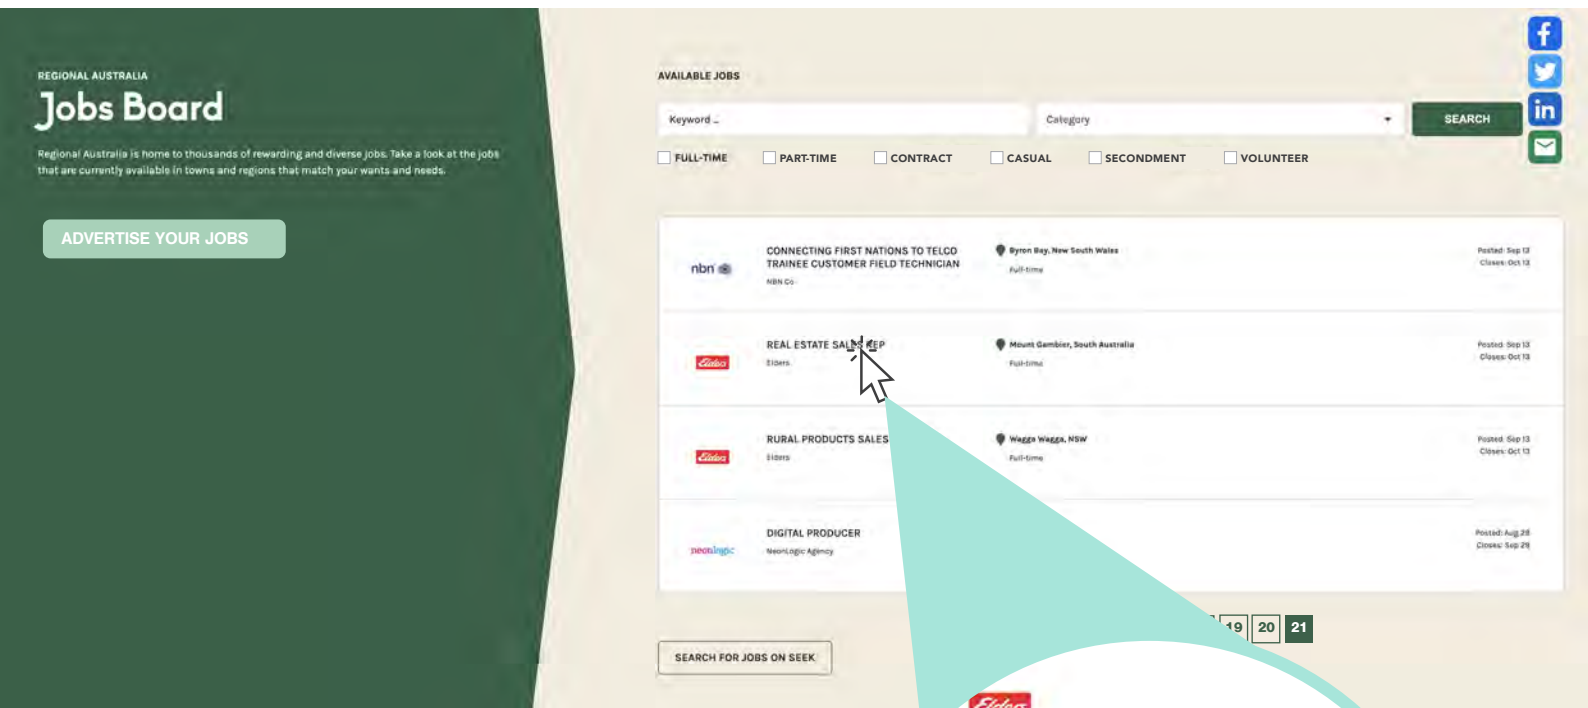 REGIONAL AUSTRALIA
Jobs Board
Regional Australia is home to thousands of rewarding and diverse jobs. Take a look at the jobs
that are currently available in towns and regions that match your wants and needs.
ADVERTISE YOUR JOBS
AVAILABLE JOBS
Keyword ...
Category
SEARCH
FULL-TIME
PART-TIME
CONTRACT
CASUAL
SECONDMENT
VOLUNTEER
nbn
CONNECTING FIRST NATIONS TO TELCO
TRAINEE CUSTOMER FIELD TECHNICIAN
NBN Co
Byron Bay, New South Wales
Full-time
Posted: Sep 13
Closes: Oct 13
Elders
REAL ESTATE SALES REP
Elders
Mount Gambier, South Australia
Full-time
Posted: Sep 13
Closes: Oct 13
Elders
RURAL PRODUCTS SALES
Elders
Wagga Wagga, NSW
Full-time
Posted: Sep 13
Closes: Oct 13
neonlogic
DIGITAL PRODUCER
NeonLogic Agency
Posted: Aug 29
Closes: Sep 29
19
20
21
SEARCH FOR JOBS ON SEEK
Elders